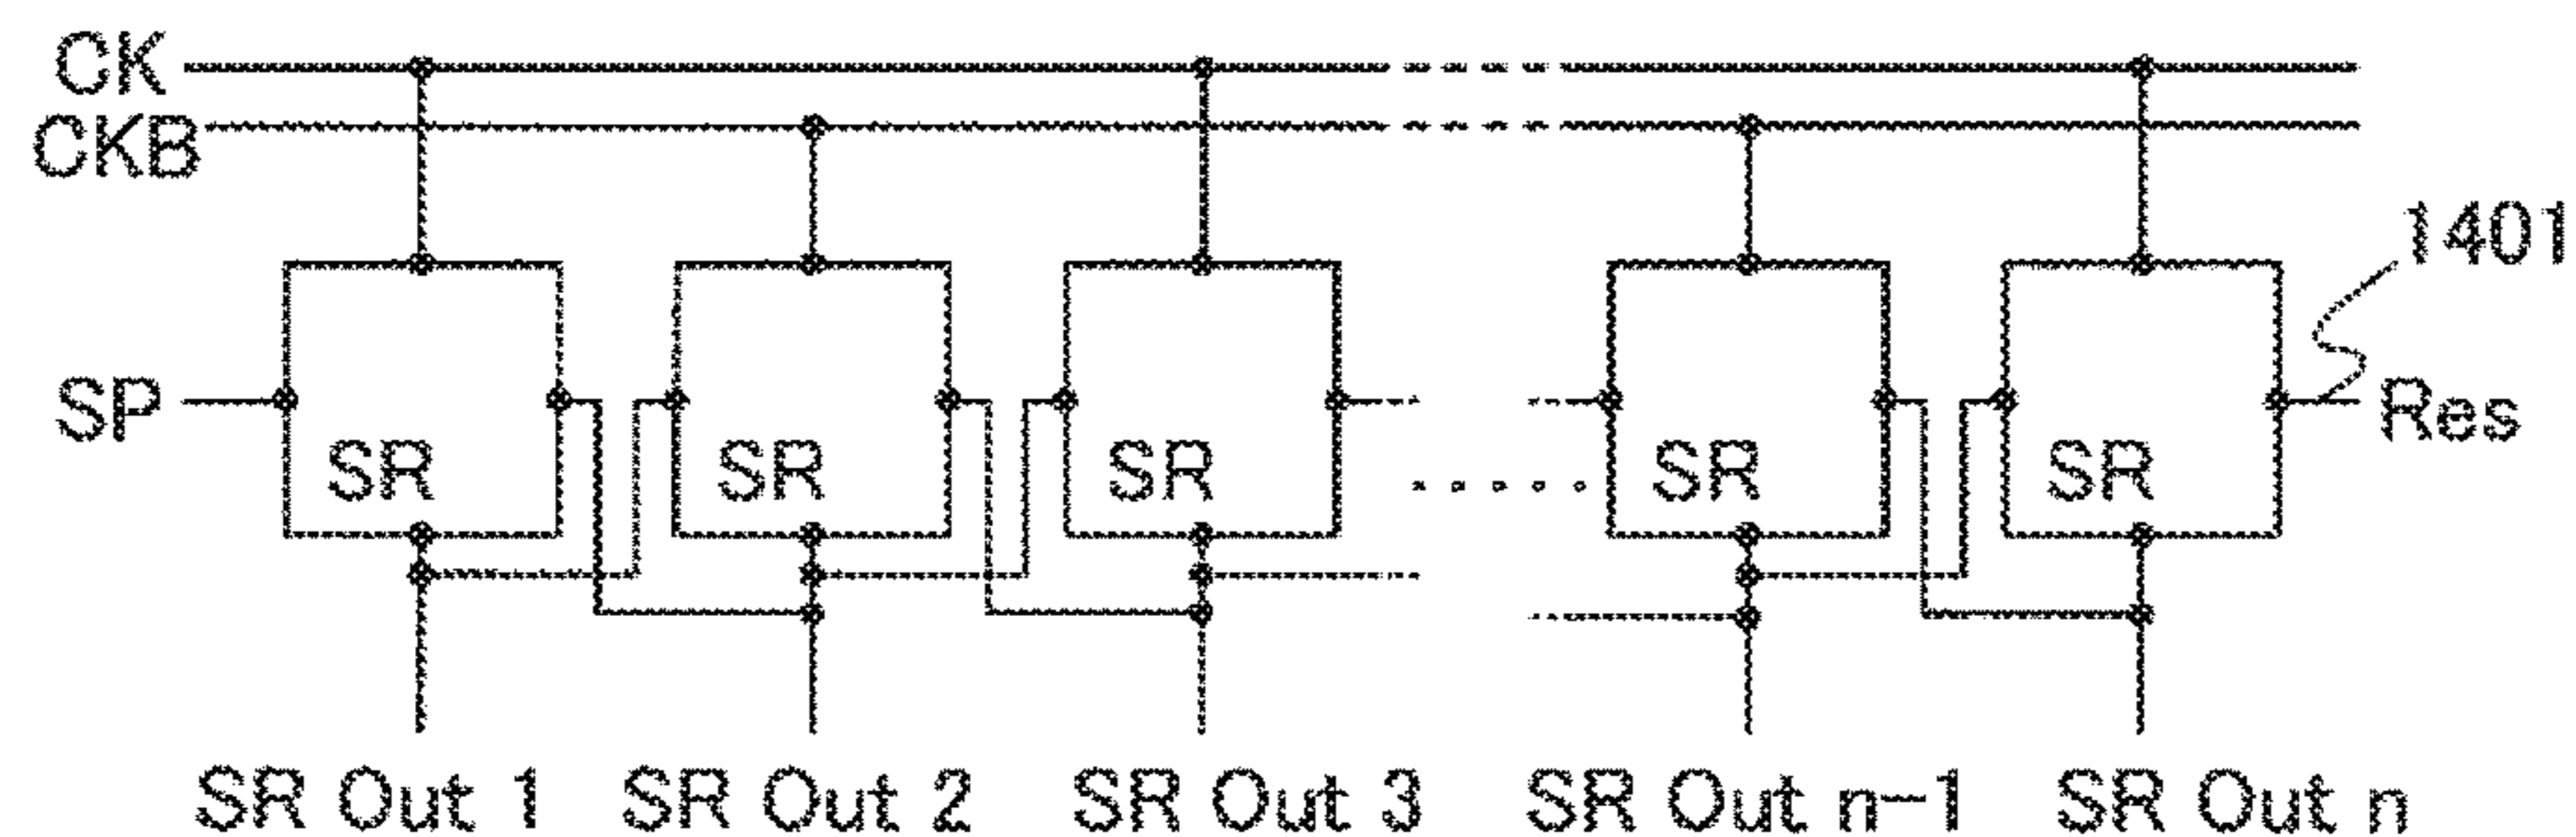 CK
CKB
1401
SP
Res
SR
SR
SR
SR
SR
SR Out 1
SR Out 2
SR Out 3
SR Out n-1
SR Out n